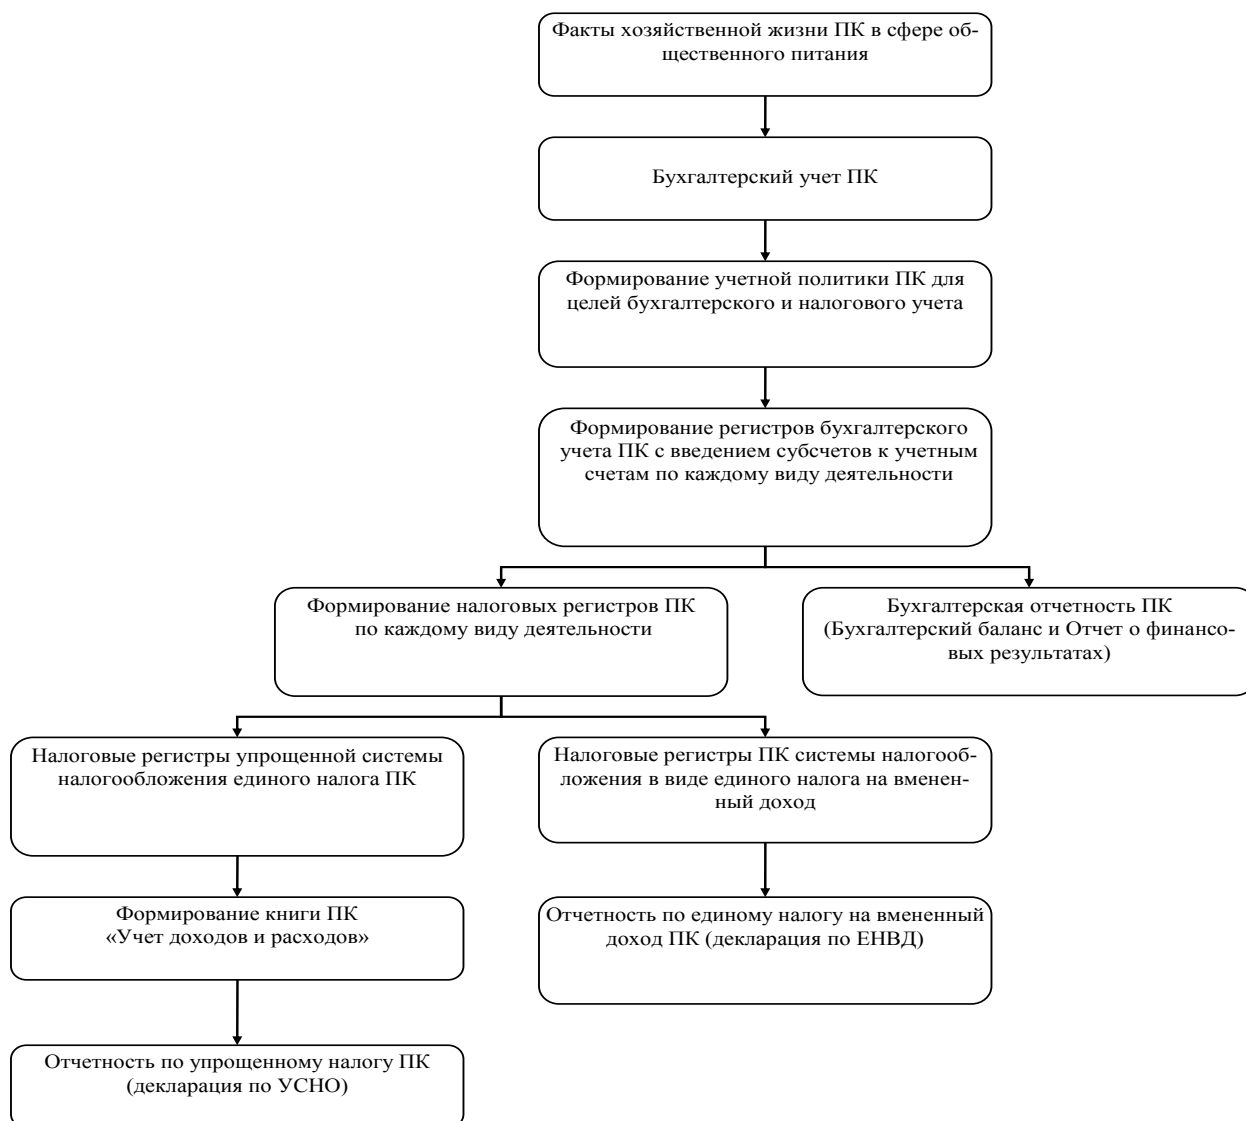 Факты хозяйственной жизни ПК в сфере об-
щественного питания
Бухгалтерский учет ПК
Формирование учетной политики ПК для
целей бухгалтерского и налогового учета
Формирование регистров бухгалтерского
учета ПК с введением субсчетов к учетным
счетам по каждому виду деятельности
Формирование налоговых регистров ПК
по каждому виду деятельности
Бухгалтерская отчетность ПК
(Бухгалтерский баланс и Отчет о финансо-
вых результатах)
Налоговые регистры упрощенной системы
налогообложения единого налога ПК
Налоговые регистры ПК системы налогооб-
ложения в виде единого налога на вменен-
ный доход
Формирование книги ПК
«Учет доходов и расходов»
Отчетность по единому налогу на вмененный
доход ПК (декларация по ЕНВД)
Отчетность по упрощенному налогу ПК
(декларация по УСНО)